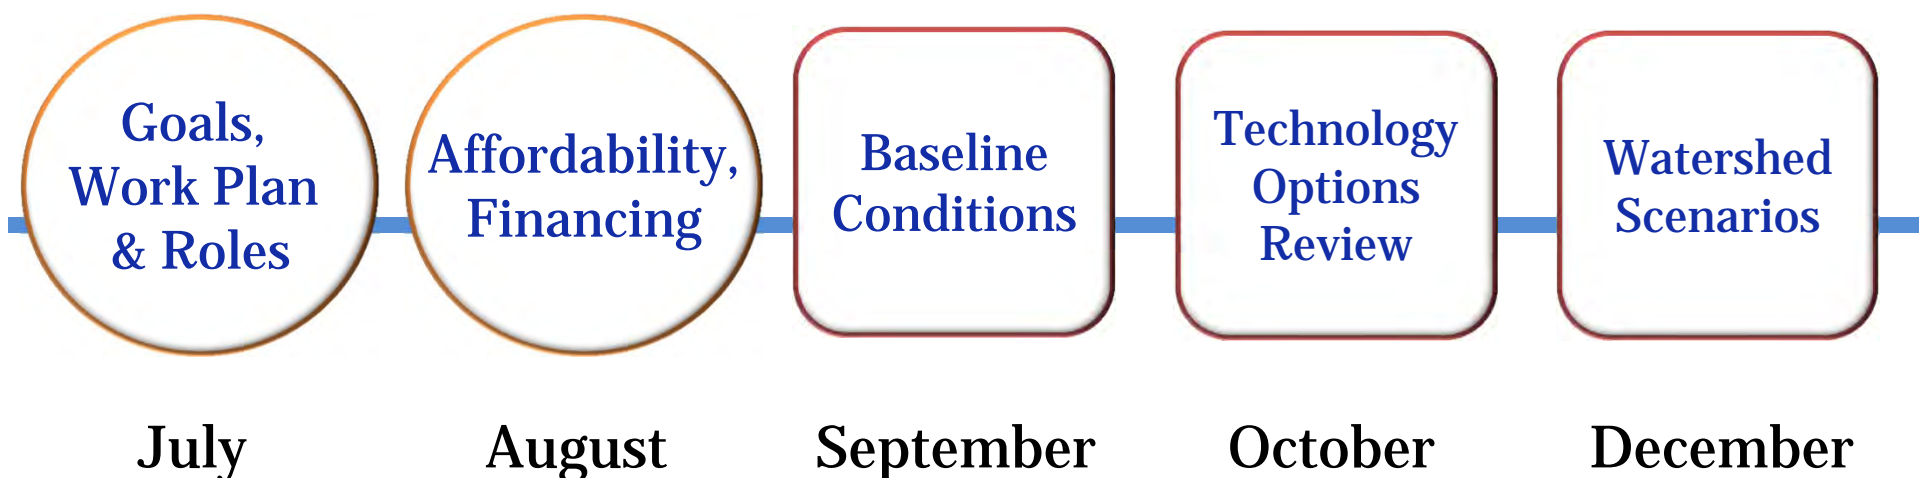 Goals,
Work Plan
& Roles
Affordability,
Financing
Baseline
Conditions
Technology
Options
Review
Watershed
Scenarios
July
August
September
October
December